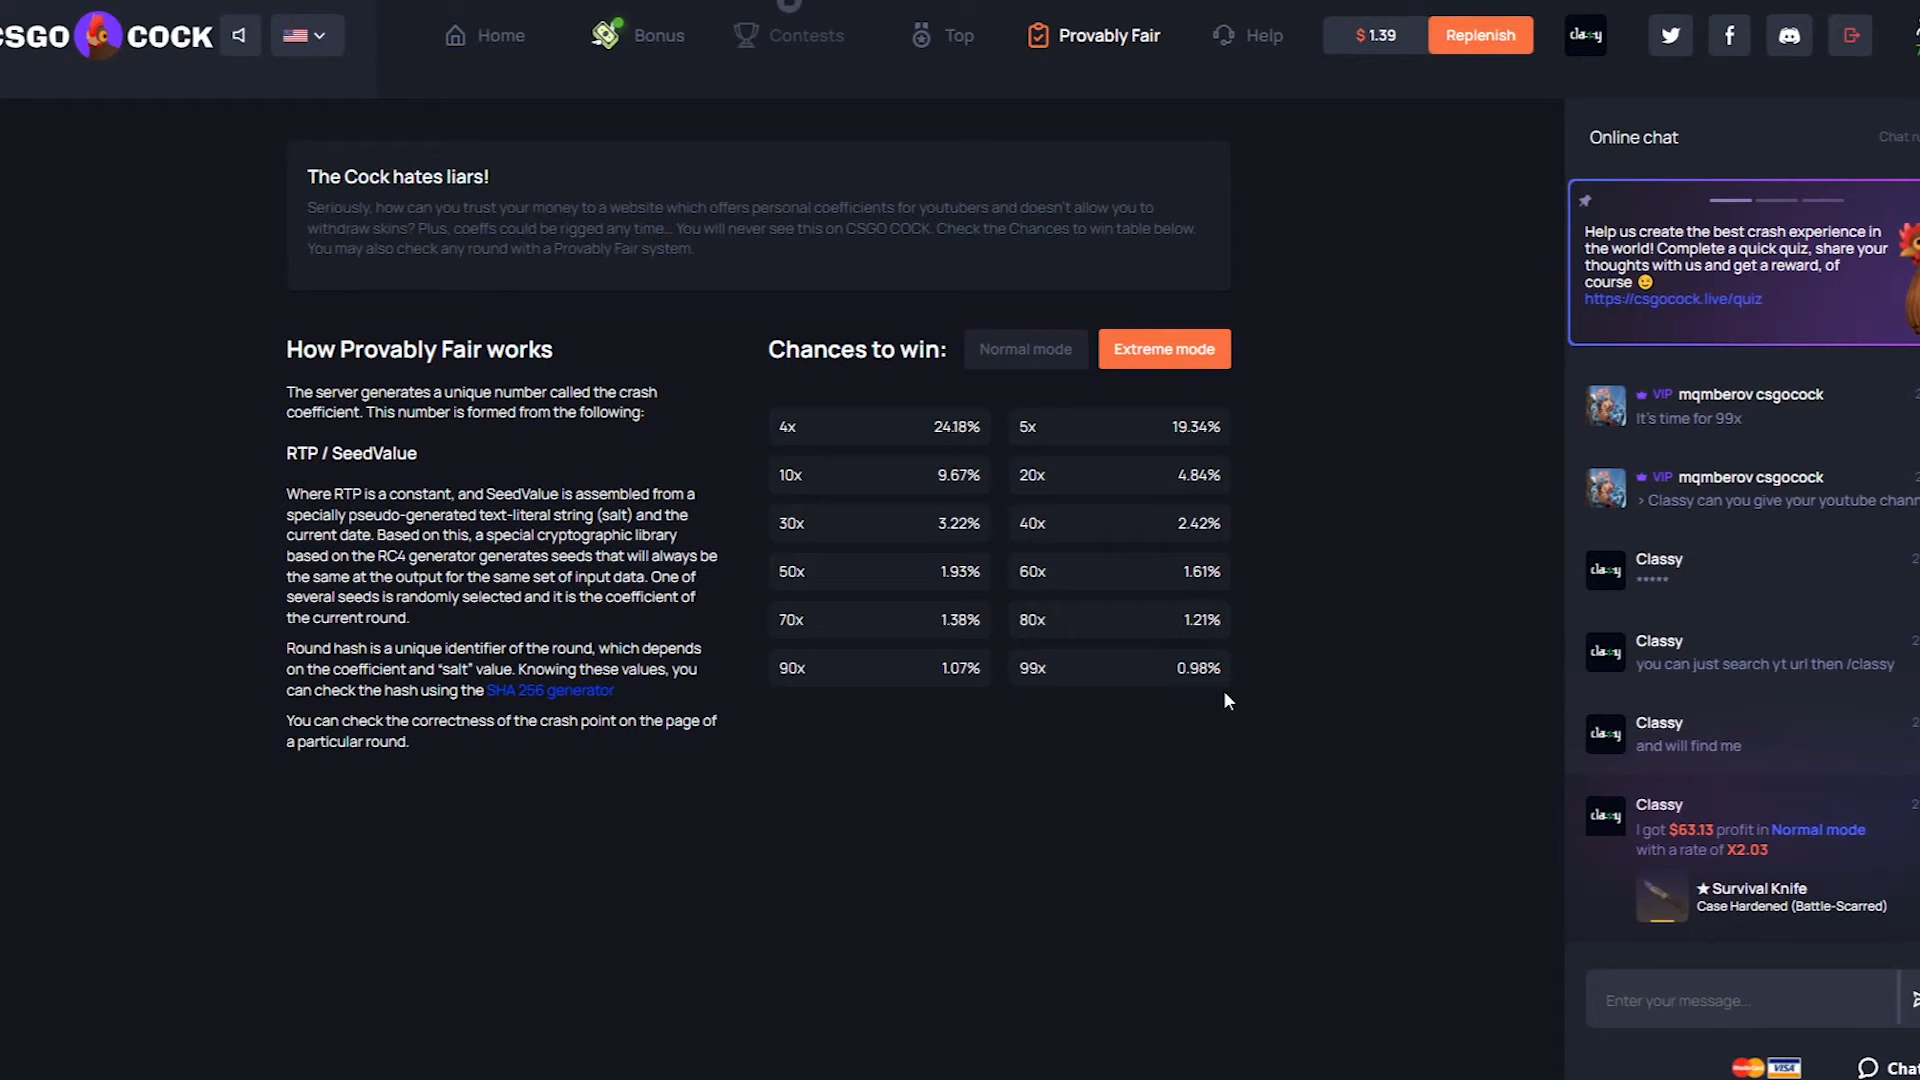 CSGO COCK
Home
Bonus
Contests
Top
Provably Fair
Help
$ 1.39
Replenish
classy
The Cock hates liars!
Seriously, how can you trust your money to a website which offers personal coefficients for youtubers and doesn't allow you to
withdraw skins? Plus, coeffs could be rigged any time... You will never see this on CSGO COCK. Check the Chances to win table below.
You may also check any round with a Provably Fair system.
How Provably Fair works
The server generates a unique number called the crash
coefficient. This number is formed from the following:
RTP / SeedValue
Where RTP is a constant, and SeedValue is assembled from a
specially pseudo-generated text-literal string (salt) and the
current date. Based on this, a special cryptographic library
based on the RC4 generator generates seeds that will always be
the same at the output for the same set of input data. One of
several seeds is randomly selected and it is the coefficient of
the current round.
Round hash is a unique identifier of the round, which depends
on the coefficient and “salt” value. Knowing these values, you
can check the hash using the SHA 256 generator
You can check the correctness of the crash point on the page of
a particular round.
Chances to win:
Normal mode
Extreme mode
4x 24.18% 5x 19.34%
10x 9.67% 20x 4.84%
30x 3.22% 40x 2.42%
50x 1.93% 60x 1.61%
70x 1.38% 80x 1.21%
90x 1.07% 99x 0.98%
Online chat
Chat ru
Help us create the best crash experience in
the world! Complete a quick quiz, share your
thoughts with us and get a reward, of
course 😉
https://csgocock.live/quiz
VIP mqmberov csgocock
It's time for 99x
VIP mqmberov csgocock
> Classy can you give your youtube chann
classy
Classy
*****
classy
Classy
you can just search yt url then /classy
classy
Classy
and will find me
classy
Classy
I got $63.13 profit in Normal mode
with a rate of X2.03
★ Survival Knife
Case Hardened (Battle-Scarred)
Enter your message...
VISA
Chat